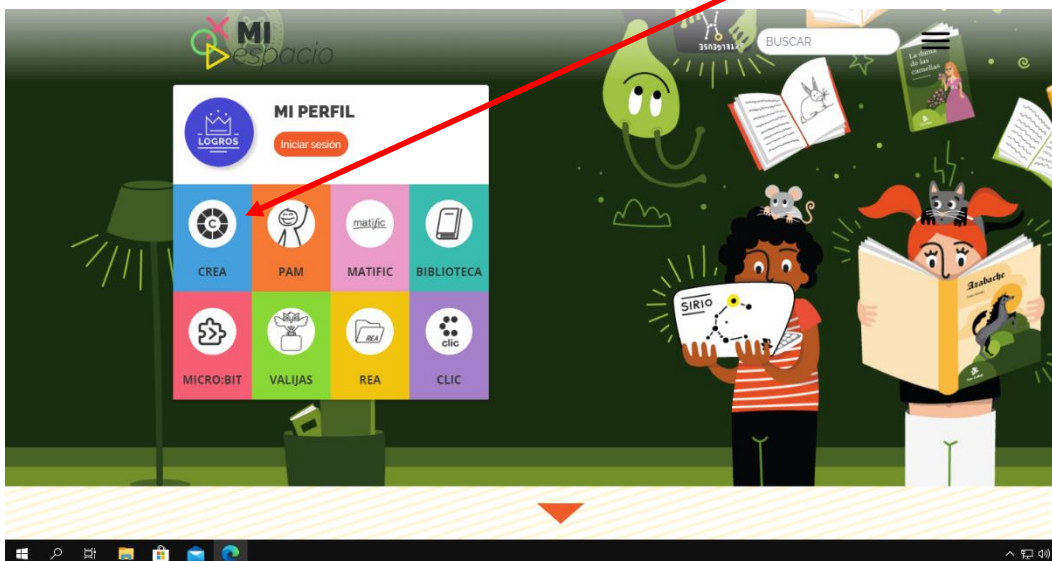 MI
espacio
BUSCAR
MI PERFIL
Iniciar sesión
LOGROS
C
matific
CREA
PAM
MATIFIC
BIBLIOTECA
REA
clic
MICRO:BIT
VALIJAS
REA
CLIC
La dama
de las
camelias
SIRIO
Azabache